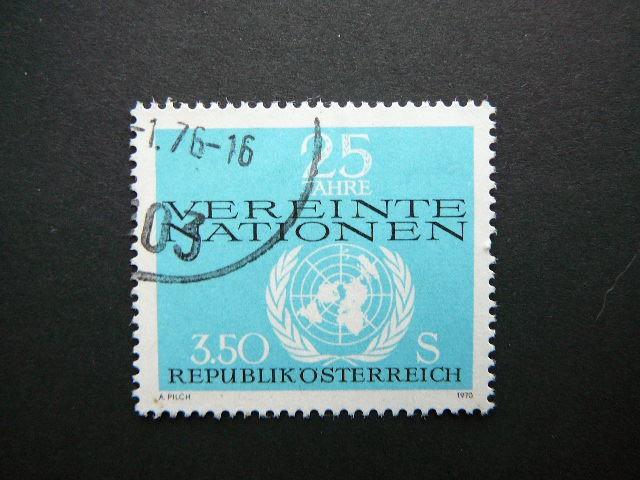 -1.76-16
25
JAHRE
VEREINTE
NATIONEN
03
3.50 S
REPUBLIK ÖSTERREICH
A. PILCH 1970